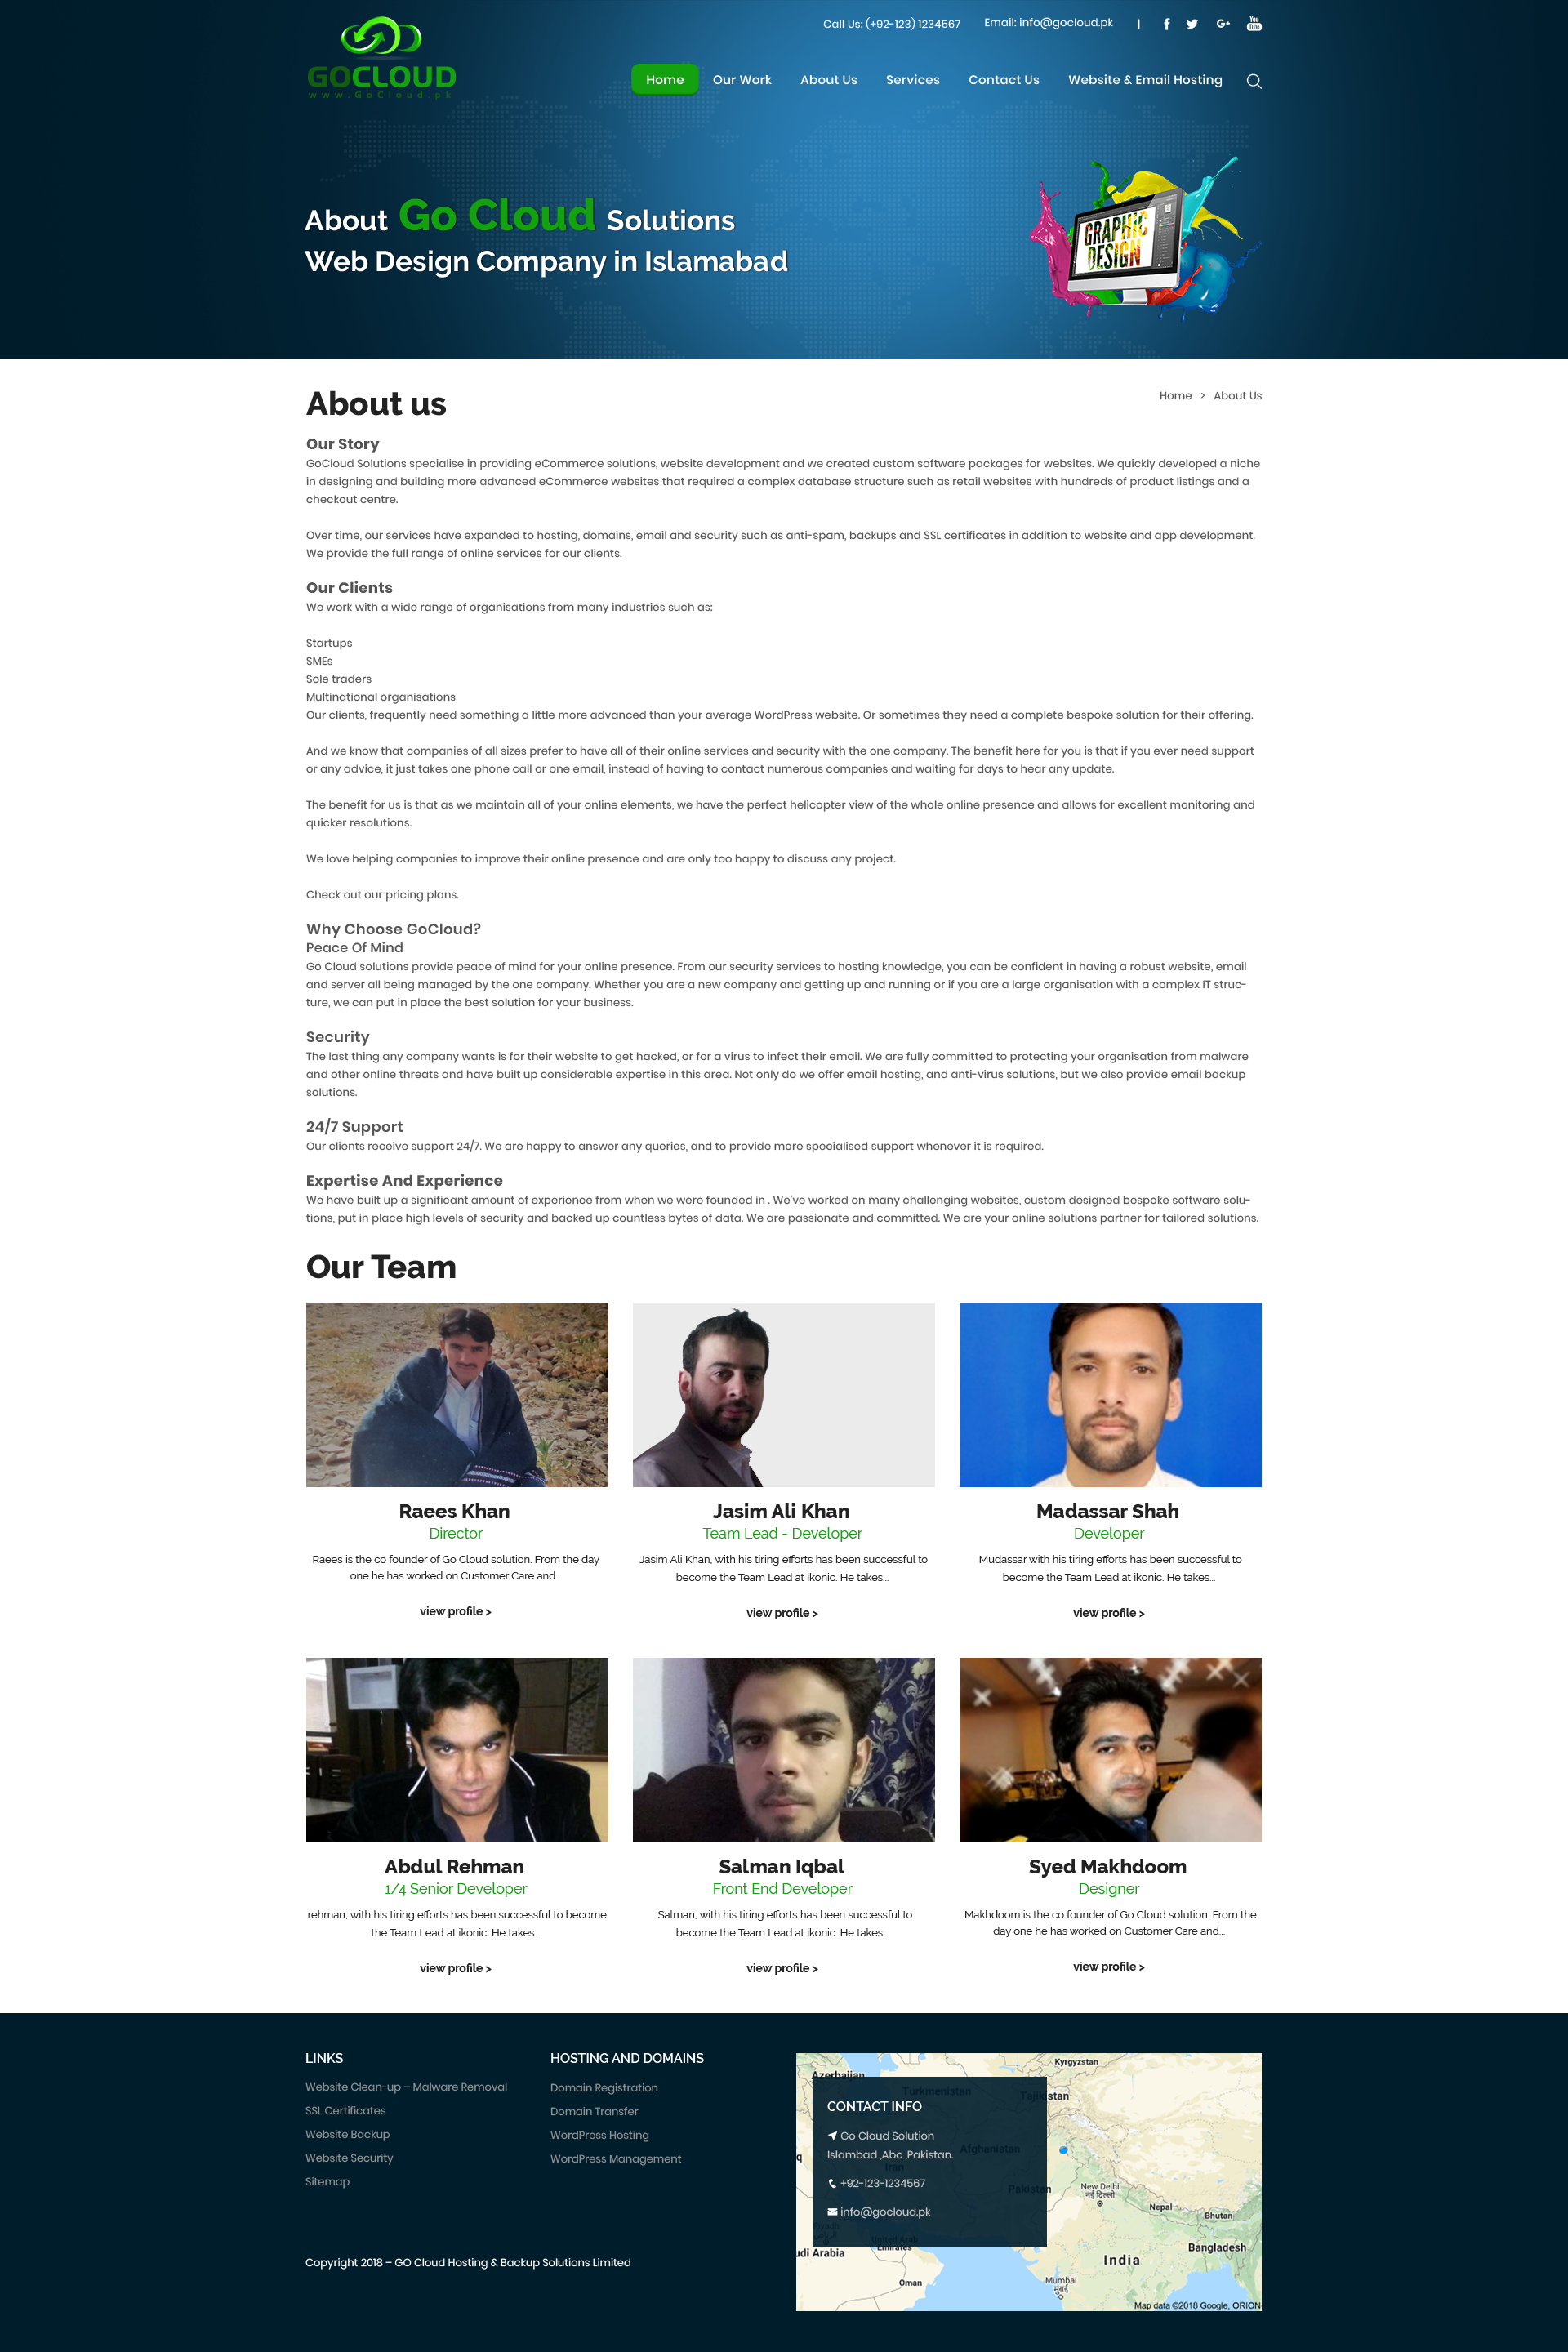 Call Us: (+92-123) 1234567 Email: info@gocloud.pk |
GOCLOUD
www.GoCloud.pk
Home Our Work About Us Services Contact Us Website & Email Hosting
About Go Cloud Solutions
Web Design Company in Islamabad
GRAPHIC
DESIGN
About us
Home > About Us
Our Story
GoCloud Solutions specialise in providing eCommerce solutions, website development and we created custom software packages for websites. We quickly developed a niche
in designing and building more advanced eCommerce websites that required a complex database structure such as retail websites with hundreds of product listings and a
checkout centre.
Over time, our services have expanded to hosting, domains, email and security such as anti-spam, backups and SSL certificates in addition to website and app development.
We provide the full range of online services for our clients.
Our Clients
We work with a wide range of organisations from many industries such as:
Startups
SMEs
Sole traders
Multinational organisations
Our clients, frequently need something a little more advanced than your average WordPress website. Or sometimes they need a complete bespoke solution for their offering.
And we know that companies of all sizes prefer to have all of their online services and security with the one company. The benefit here for you is that if you ever need support
or any advice, it just takes one phone call or one email, instead of having to contact numerous companies and waiting for days to hear any update.
The benefit for us is that as we maintain all of your online elements, we have the perfect helicopter view of the whole online presence and allows for excellent monitoring and
quicker resolutions.
We love helping companies to improve their online presence and are only too happy to discuss any project.
Check out our pricing plans.
Why Choose GoCloud?
Peace Of Mind
Go Cloud solutions provide peace of mind for your online presence. From our security services to hosting knowledge, you can be confident in having a robust website, email
and server all being managed by the one company. Whether you are a new company and getting up and running or if you are a large organisation with a complex IT struc-
ture, we can put in place the best solution for your business.
Security
The last thing any company wants is for their website to get hacked, or for a virus to infect their email. We are fully committed to protecting your organisation from malware
and other online threats and have built up considerable expertise in this area. Not only do we offer email hosting, and anti-virus solutions, but we also provide email backup
solutions.
24/7 Support
Our clients receive support 24/7. We are happy to answer any queries, and to provide more specialised support whenever it is required.
Expertise And Experience
We have built up a significant amount of experience from when we were founded in . We've worked on many challenging websites, custom designed bespoke software solu-
tions, put in place high levels of security and backed up countless bytes of data. We are passionate and committed. We are your online solutions partner for tailored solutions.
Our Team
Raees Khan
Director
Raees is the co founder of Go Cloud solution. From the day
one he has worked on Customer Care and...
view profile >
Jasim Ali Khan
Team Lead - Developer
Jasim Ali Khan, with his tiring efforts has been successful to
become the Team Lead at ikonic. He takes...
view profile >
Madassar Shah
Developer
Mudassar with his tiring efforts has been successful to
become the Team Lead at ikonic. He takes...
view profile >
Abdul Rehman
1/4 Senior Developer
rehman, with his tiring efforts has been successful to become
the Team Lead at ikonic. He takes...
view profile >
Salman Iqbal
Front End Developer
Salman, with his tiring efforts has been successful to
become the Team Lead at ikonic. He takes...
view profile >
Syed Makhdoom
Designer
Makhdoom is the co founder of Go Cloud solution. From the
day one he has worked on Customer Care and...
view profile >
LINKS
Website Clean-up – Malware Removal
SSL Certificates
Website Backup
Website Security
Sitemap
HOSTING AND DOMAINS
Domain Registration
Domain Transfer
WordPress Hosting
WordPress Management
CONTACT INFO
Go Cloud Solution
Islambad ,Abc ,Pakistan.
+92-123-1234567
info@gocloud.pk
Kyrgyzstan
Azerbaijan
Turkmenistan
Tajikistan
Afghanistan
q
Iran
Pakistan
New Delhi
नई दिल्ली
Nepal
Bhutan
United Arab
Emirates
udi Arabia
Bangladesh
India
Oman
Mumbai
मुंबई
Map data ©2018 Google, ORION
Copyright 2018 – GO Cloud Hosting & Backup Solutions Limited